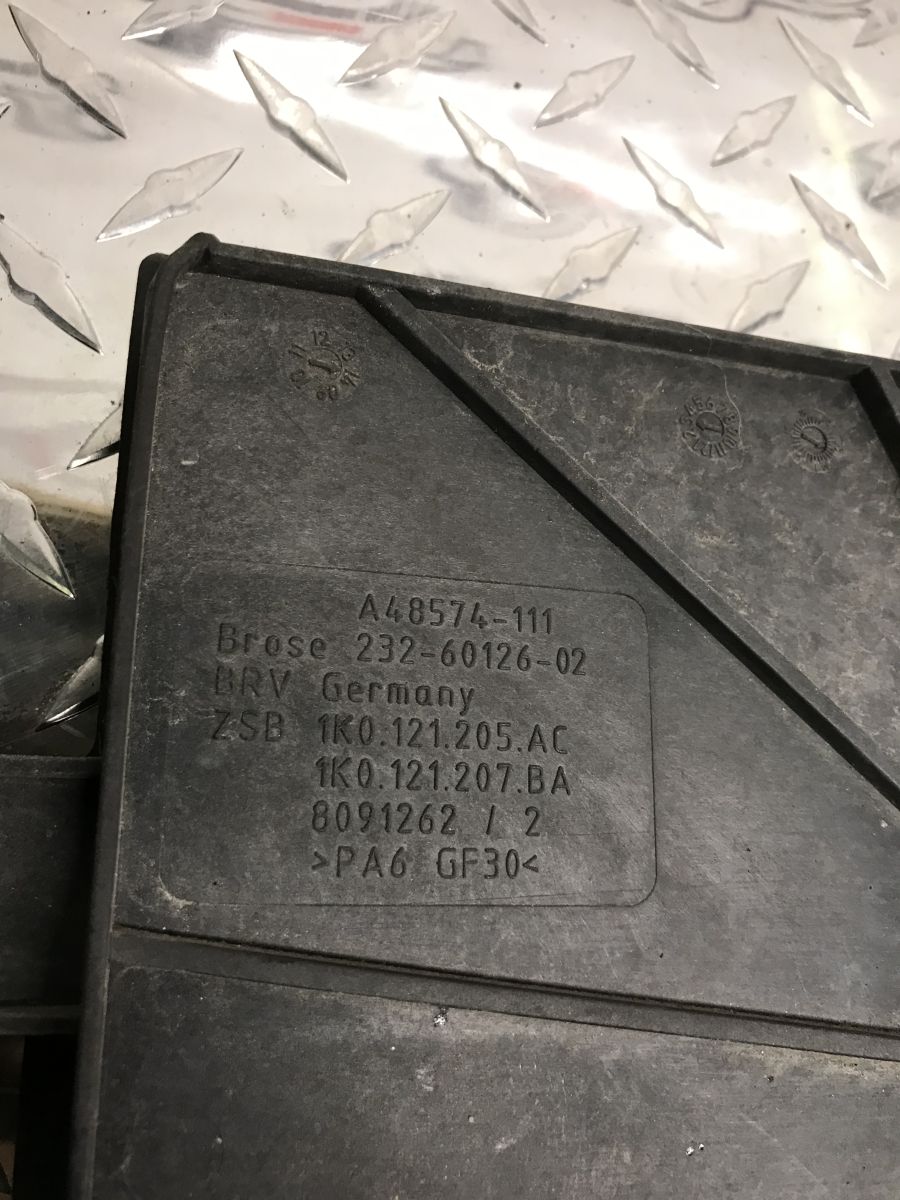 A48574-111
Brose 232-60126-02
BRV Germany
ZSB 1K0.121.205.AC
1K0.121.207.BA
8091262 / 2
>PA6 GF30<